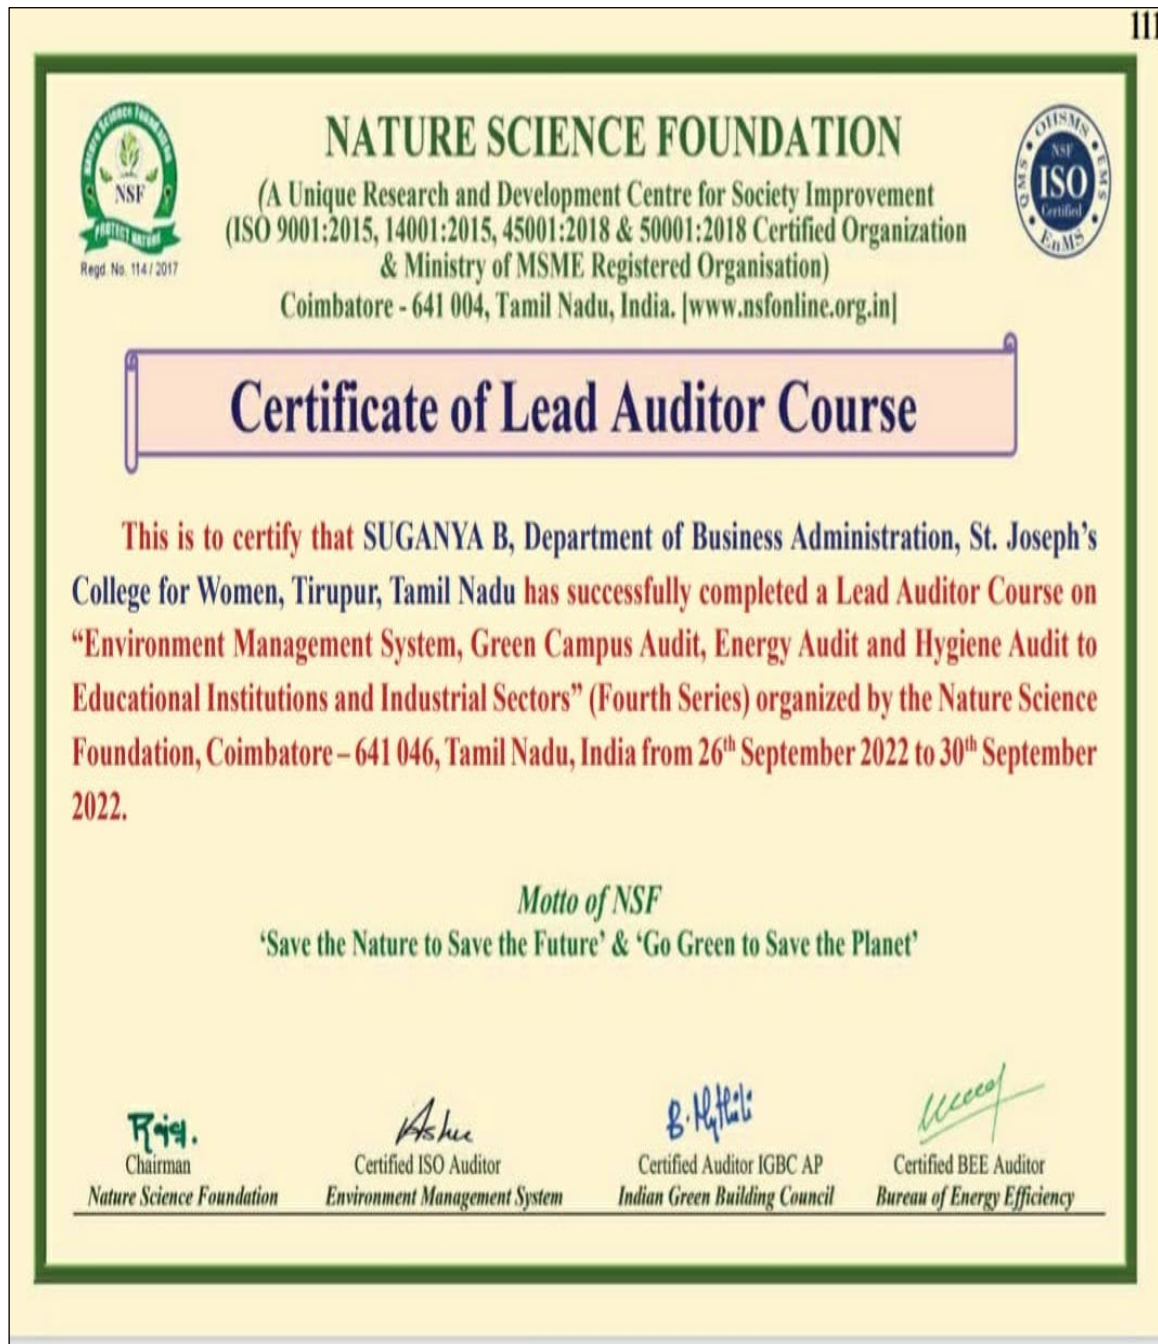 111
NATURE SCIENCE FOUNDATION
(A Unique Research and Development Centre for Society Improvement
(ISO 9001:2015, 14001:2015, 45001:2018 & 50001:2018 Certified Organization
& Ministry of MSME Registered Organisation)
Coimbatore - 641 004, Tamil Nadu, India. [www.nsfonline.org.in]
Nature Science Foundation
NSF
PROTECT NATURE
Regd. No. 114 / 2017
QMS • OHSMS • EMS • EnMS
NSF
ISO
Certified
Certificate of Lead Auditor Course
This is to certify that SUGANYA B, Department of Business Administration, St. Joseph’s
College for Women, Tirupur, Tamil Nadu has successfully completed a Lead Auditor Course on
“Environment Management System, Green Campus Audit, Energy Audit and Hygiene Audit to
Educational Institutions and Industrial Sectors” (Fourth Series) organized by the Nature Science
Foundation, Coimbatore – 641 046, Tamil Nadu, India from 26th September 2022 to 30th September
2022.
Motto of NSF
‘Save the Nature to Save the Future’ & ‘Go Green to Save the Planet’
B. Mythili
Chairman
Nature Science Foundation
Certified ISO Auditor
Environment Management System
Certified Auditor IGBC AP
Indian Green Building Council
Certified BEE Auditor
Bureau of Energy Efficiency